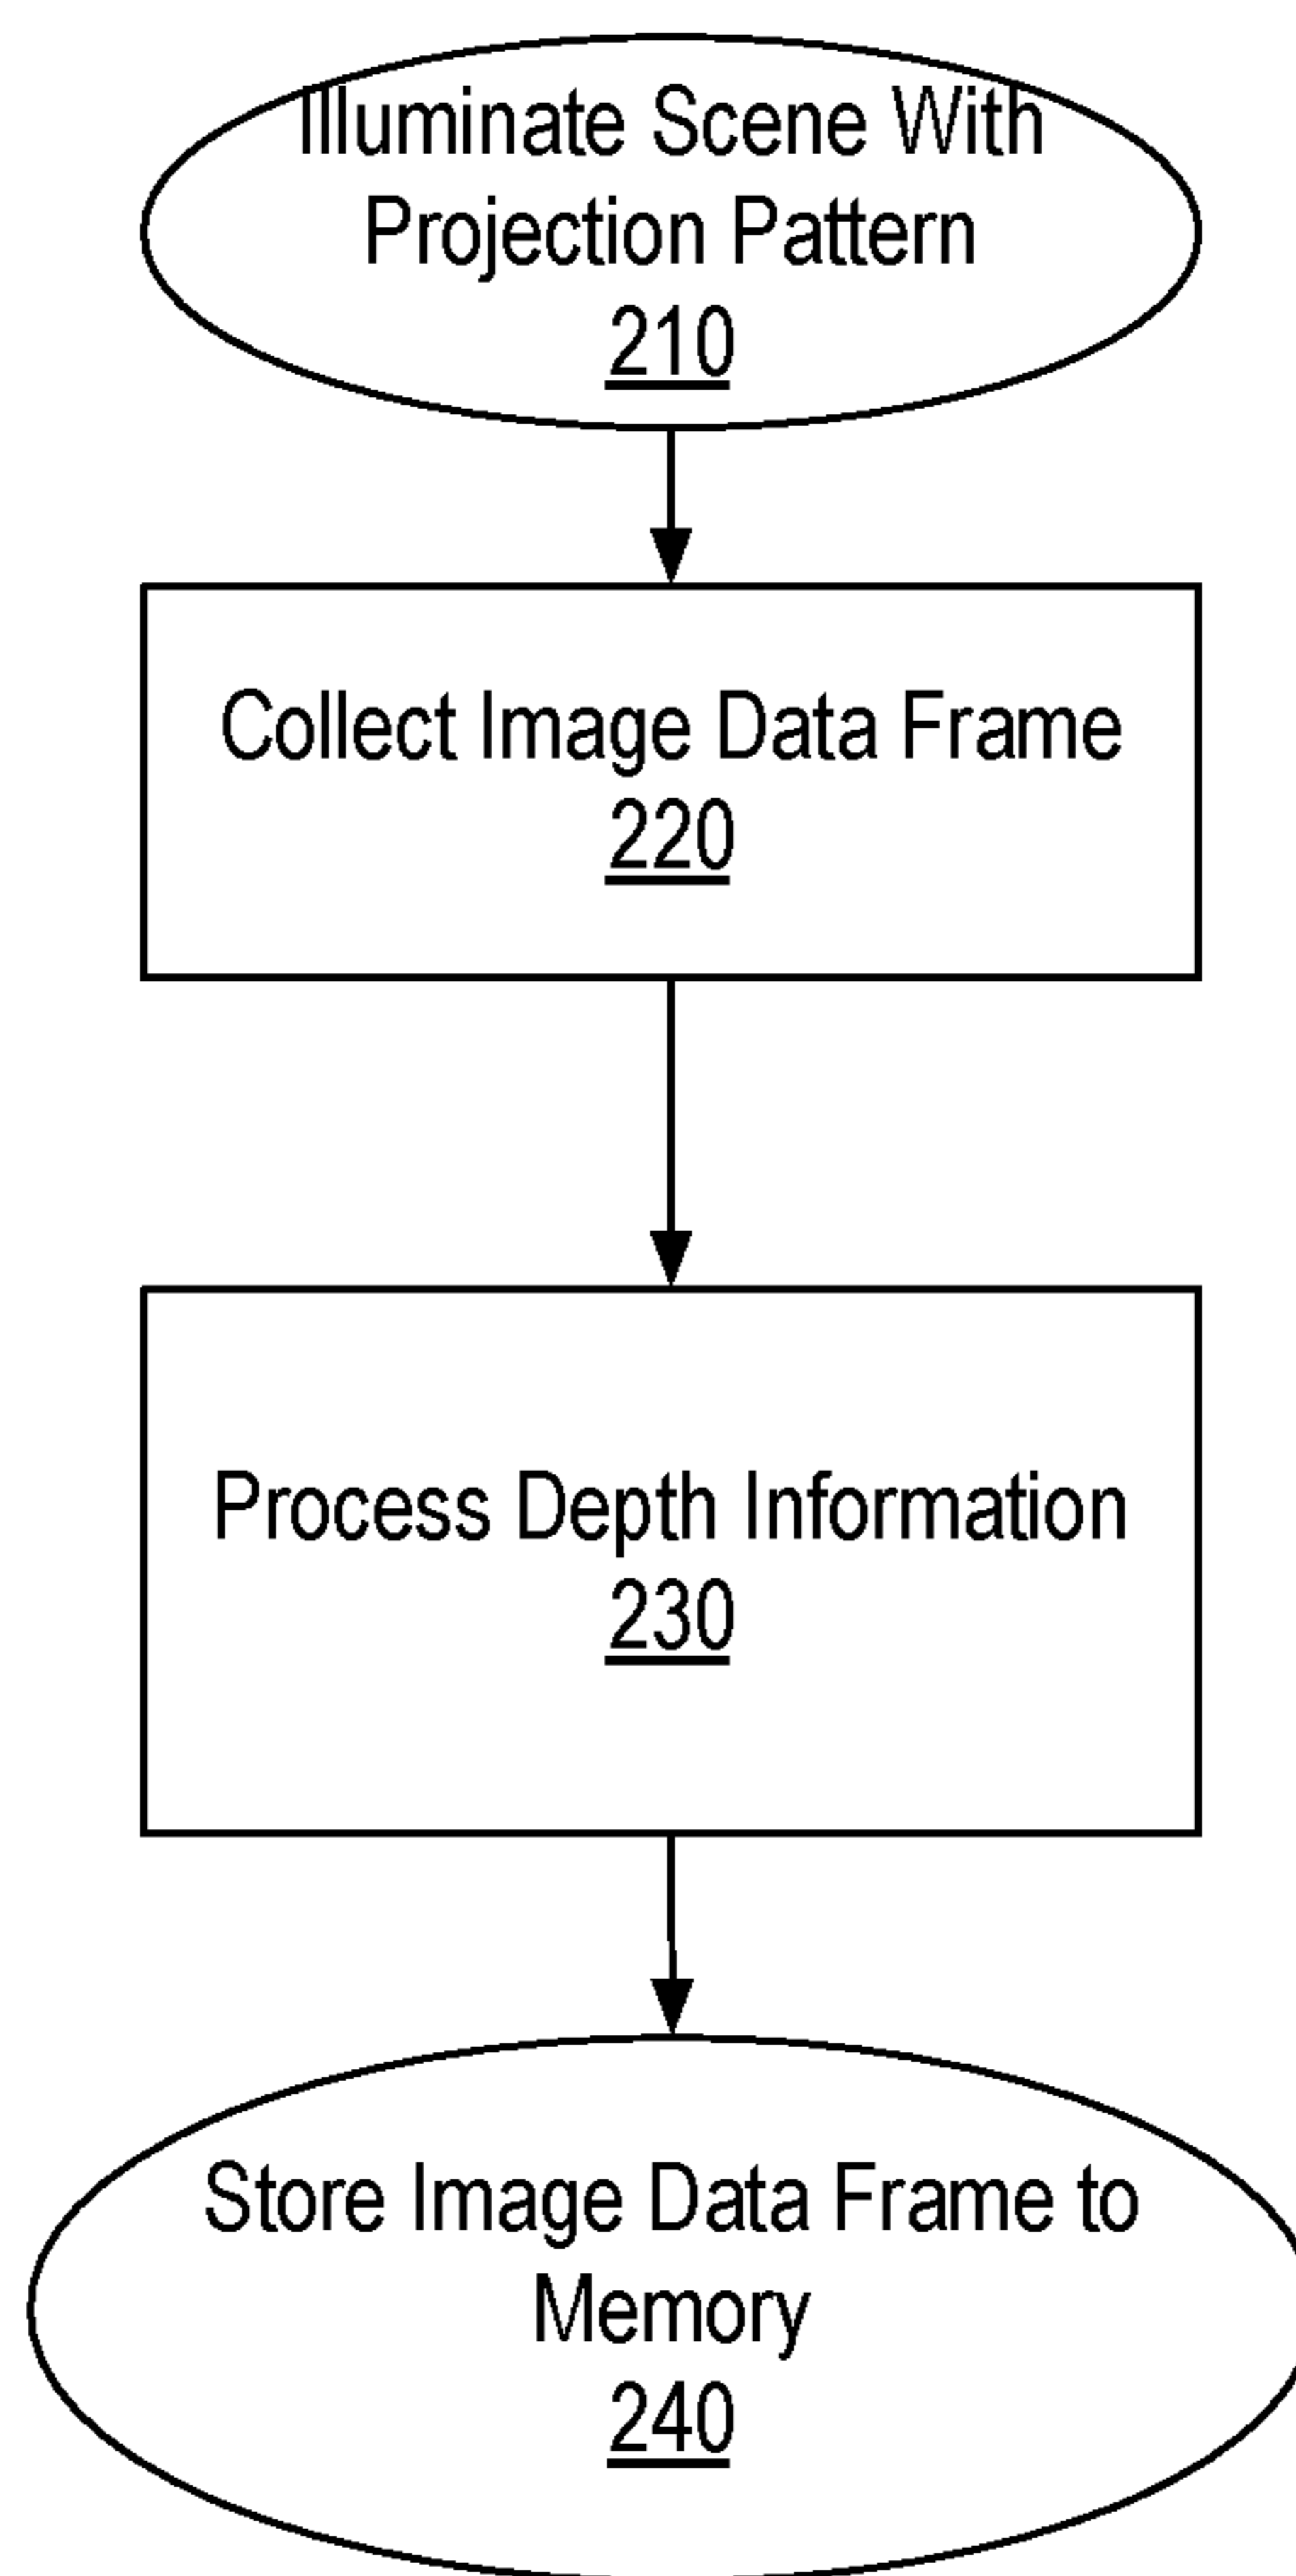 Illuminate Scene With
Projection Pattern
210
Collect Image Data Frame
220
Process Depth Information
230
Store Image Data Frame to
Memory
240